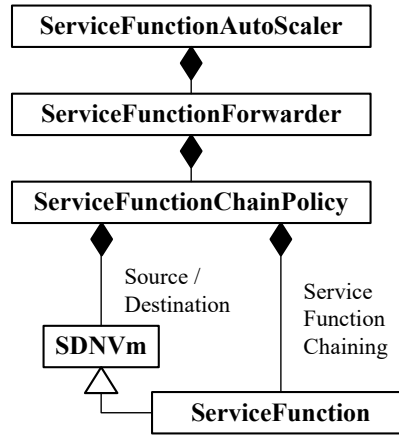 ServiceFunctionAutoScaler
ServiceFunctionForwarder
ServiceFunctionChainPolicy
Source /
Destination
Service
Function
Chaining
SDNVm
ServiceFunction